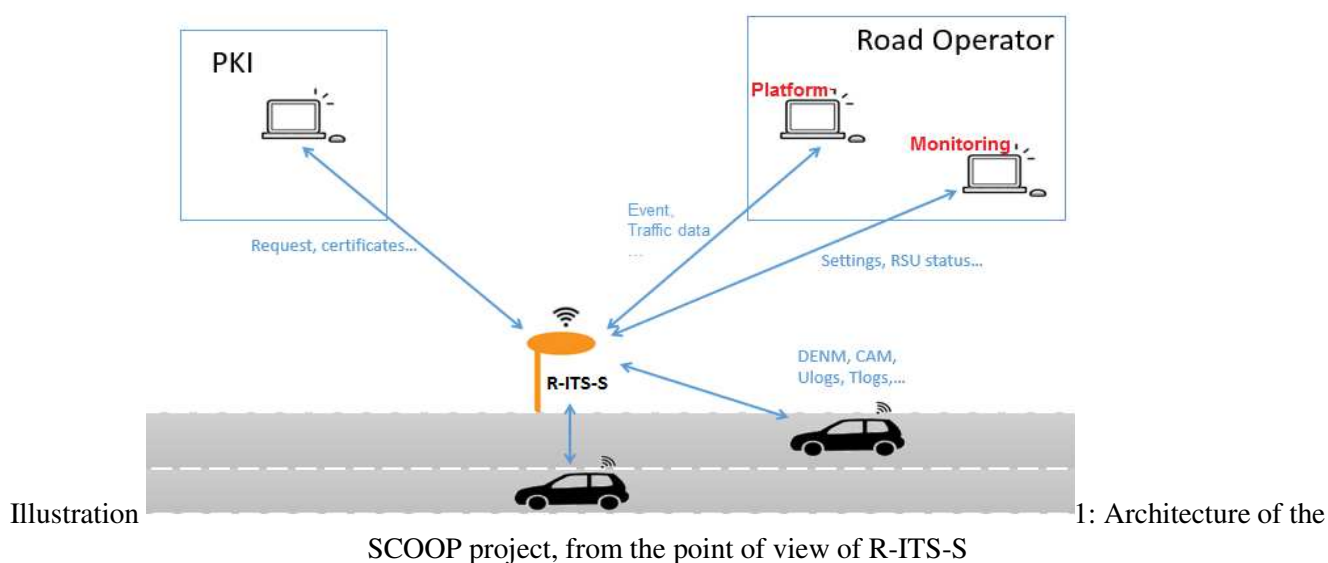 PKI
Road Operator
Platform
Monitoring
Event,
Traffic data
...
Request, certificates...
Settings, RSU status...
R-ITS-S
DENM, CAM,
Ulogs, Tlogs,...
Illustration 1: Architecture of the
SCOOP project, from the point of view of R-ITS-S